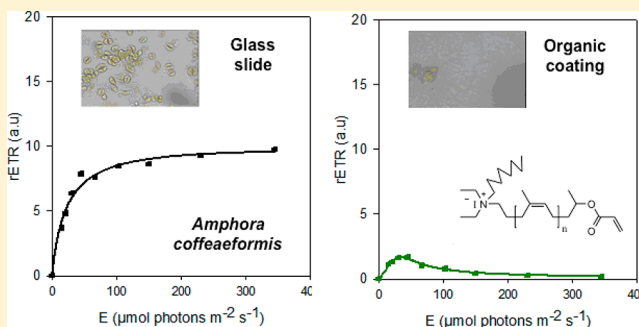 20
15
10
5
0
rETR (a.u)
Glass
slide
Amphora
coffeaeformis
0 100 200 300 40
E (µmol photons m⁻² s⁻¹)
20
15
10
5
0
rETR (a.u)
Organic
coating
I⁻
N⁺
n
O
O
0 100 200 300 400
E (µmol photons m⁻² s⁻¹)